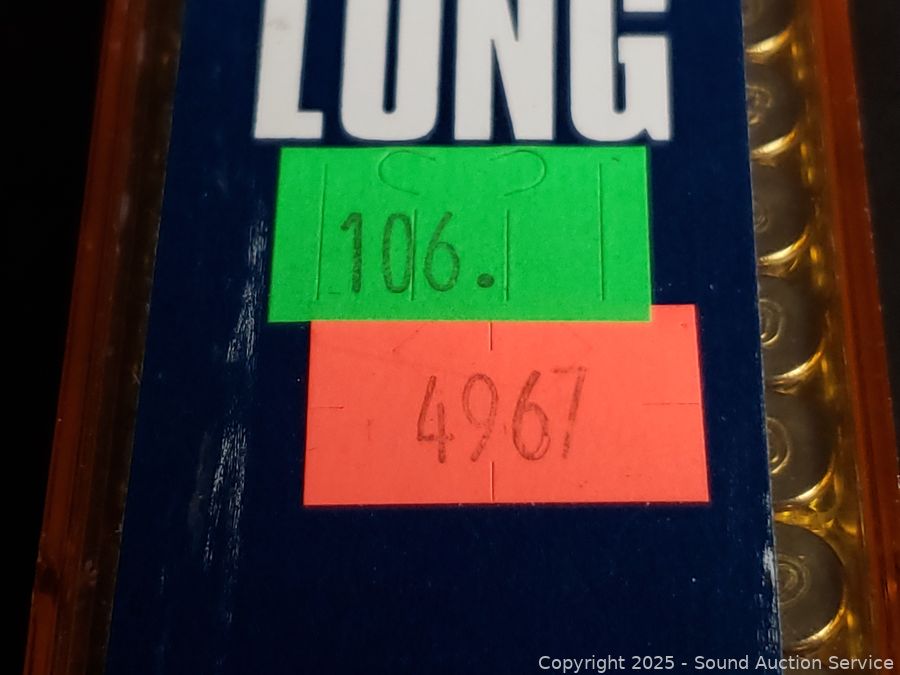 LONG
106.
4967
Copyright 2025 - Sound Auction Service